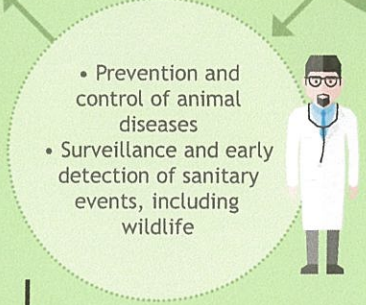 • Prevention and
control of animal
diseases
• Surveillance and early
detection of sanitary
events, including
wildlife